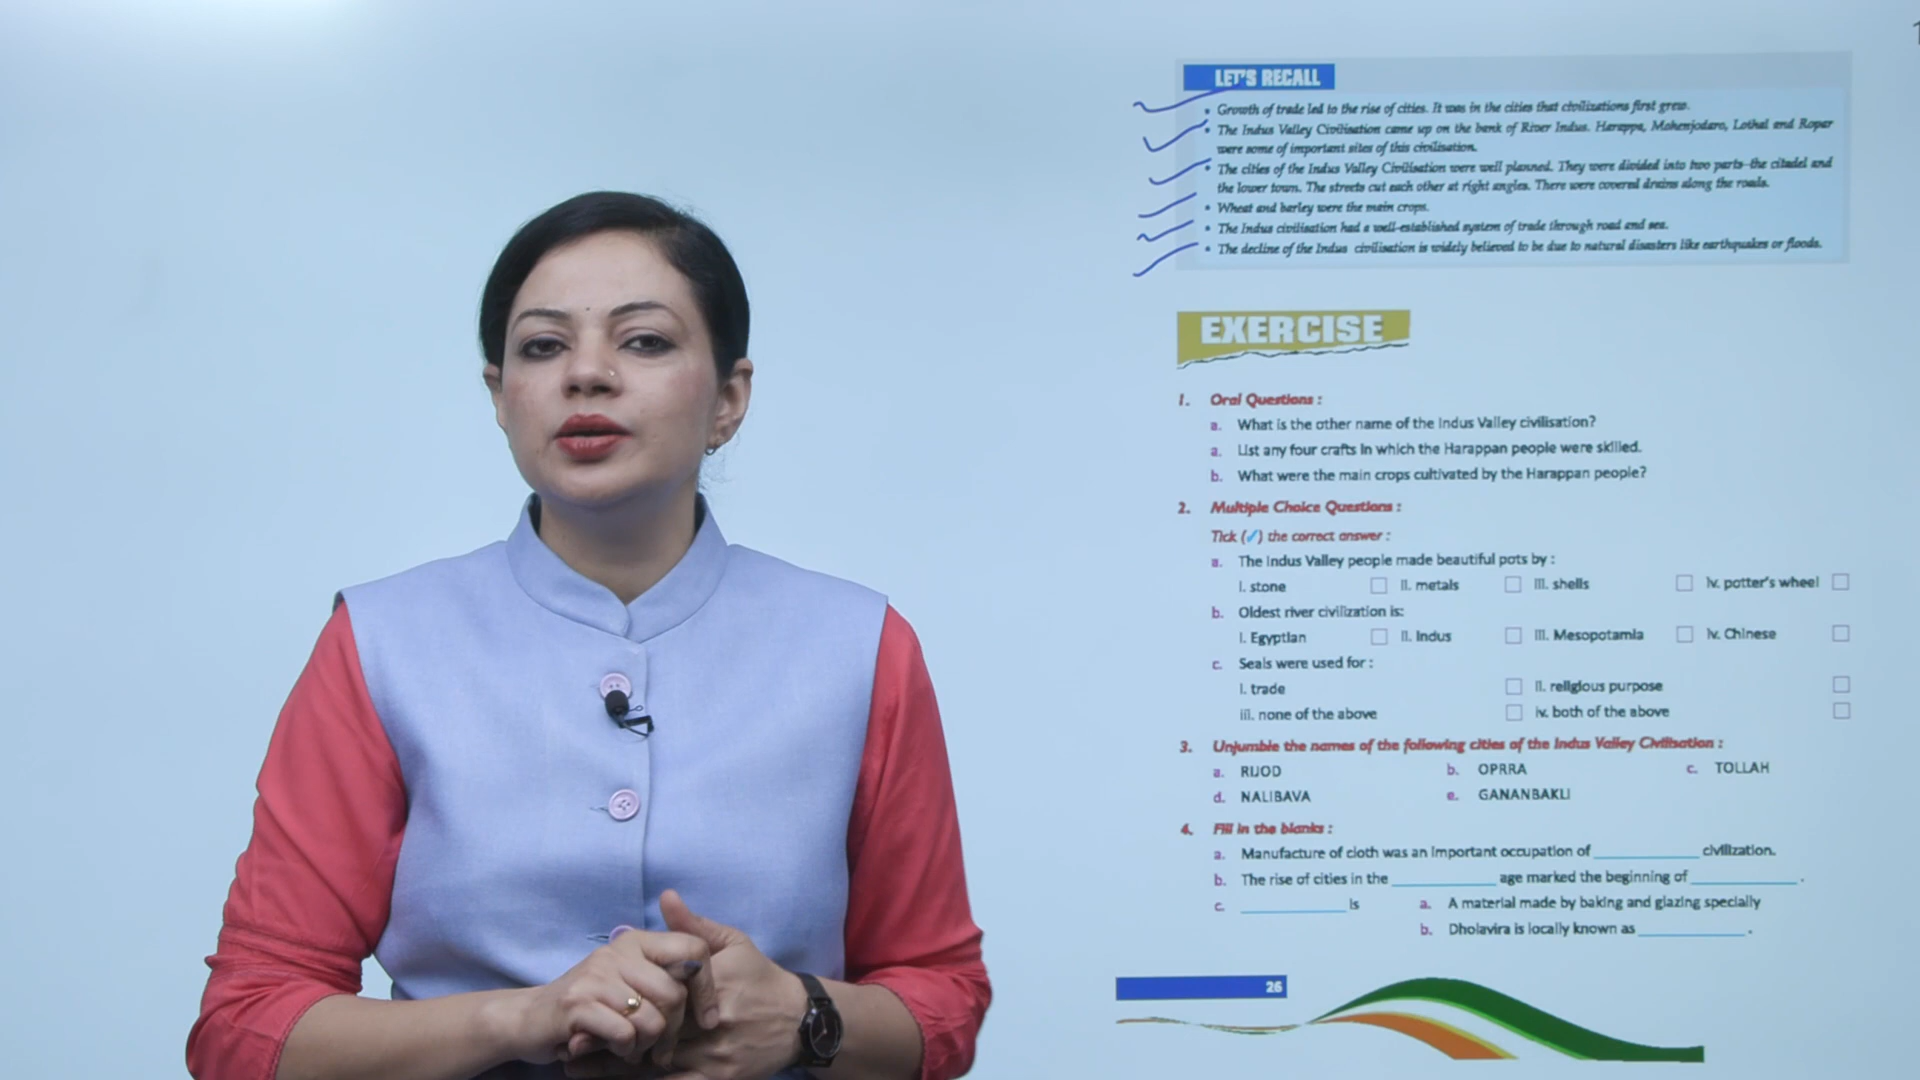 LET'S RECALL
• Growth of trade led to the rise of cities. It was in the cities that civilizations first grew.
• The Indus Valley Civilisation came up on the bank of River Indus. Harappa, Mohenjodaro, Lothal and Ropar
were some of important sites of this civilisation.
• The cities of the Indus Valley Civilisation were well planned. They were divided into two parts–the citadel and
the lower town. The streets cut each other at right angles. There were covered drains along the roads.
• Wheat and barley were the main crops.
• The Indus civilisation had a well-established system of trade through road and sea.
• The decline of the Indus civilisation is widely believed to be due to natural disasters like earthquakes or floods.
EXERCISE
1. Oral Questions :
a. What is the other name of the Indus Valley civilisation?
a. List any four crafts in which the Harappan people were skilled.
b. What were the main crops cultivated by the Harappan people?
2. Multiple Choice Questions :
Tick (✓) the correct answer :
a. The Indus Valley people made beautiful pots by :
i. stone ii. metals iii. shells iv. potter's wheel
b. Oldest river civilization is:
i. Egyptian ii. Indus iii. Mesopotamia iv. Chinese
c. Seals were used for :
i. trade ii. religious purpose
iii. none of the above iv. both of the above
3. Unjumble the names of the following cities of the Indus Valley Civilisation :
a. RIJOD b. OPRRA c. TOLLAH
d. NALIBAVA e. GANANBAKLI
4. Fill in the blanks :
a. Manufacture of cloth was an important occupation of ____________ civilization.
b. The rise of cities in the ____________ age marked the beginning of ____________ .
c. ____________ is a. A material made by baking and glazing specially
b. Dholavira is locally known as ____________ .
26